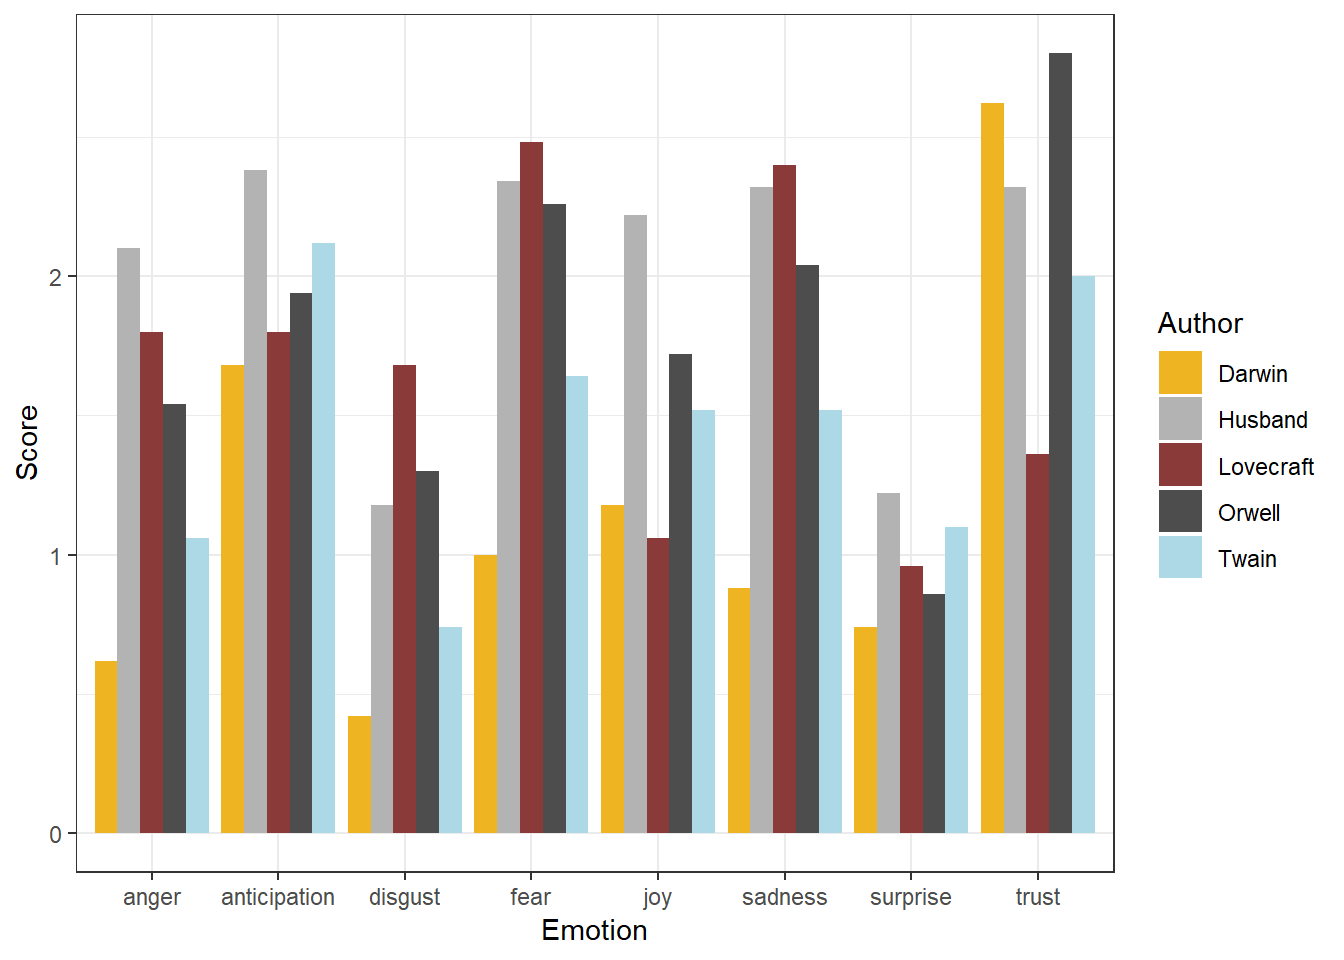 Score
2
1
0
anger anticipation disgust fear joy sadness surprise trust
Emotion
Author
Darwin
Husband
Lovecraft
Orwell
Twain